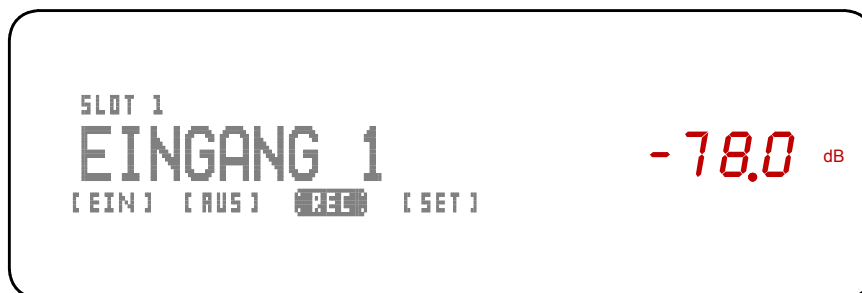 SLOT 1
EINGANG 1
-78.0 dB
[EIN] [AUS] [REC] [SET]